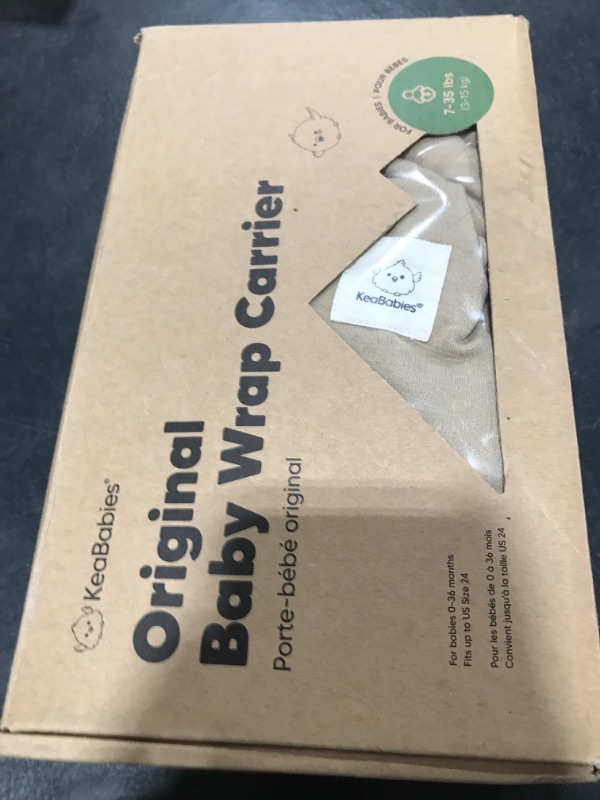 KeaBabies®
Original
Baby Wrap Carrier
Porte-bébé original
For babies 0-36 months
Fits up to US Size 24
Pour les bébés de 0 à 36 mois
Convient jusqu'à la taille US 24
KeaBabies®
FOR BABIES | POUR BÉBÉS
7-35 lbs
(3-15 kg)